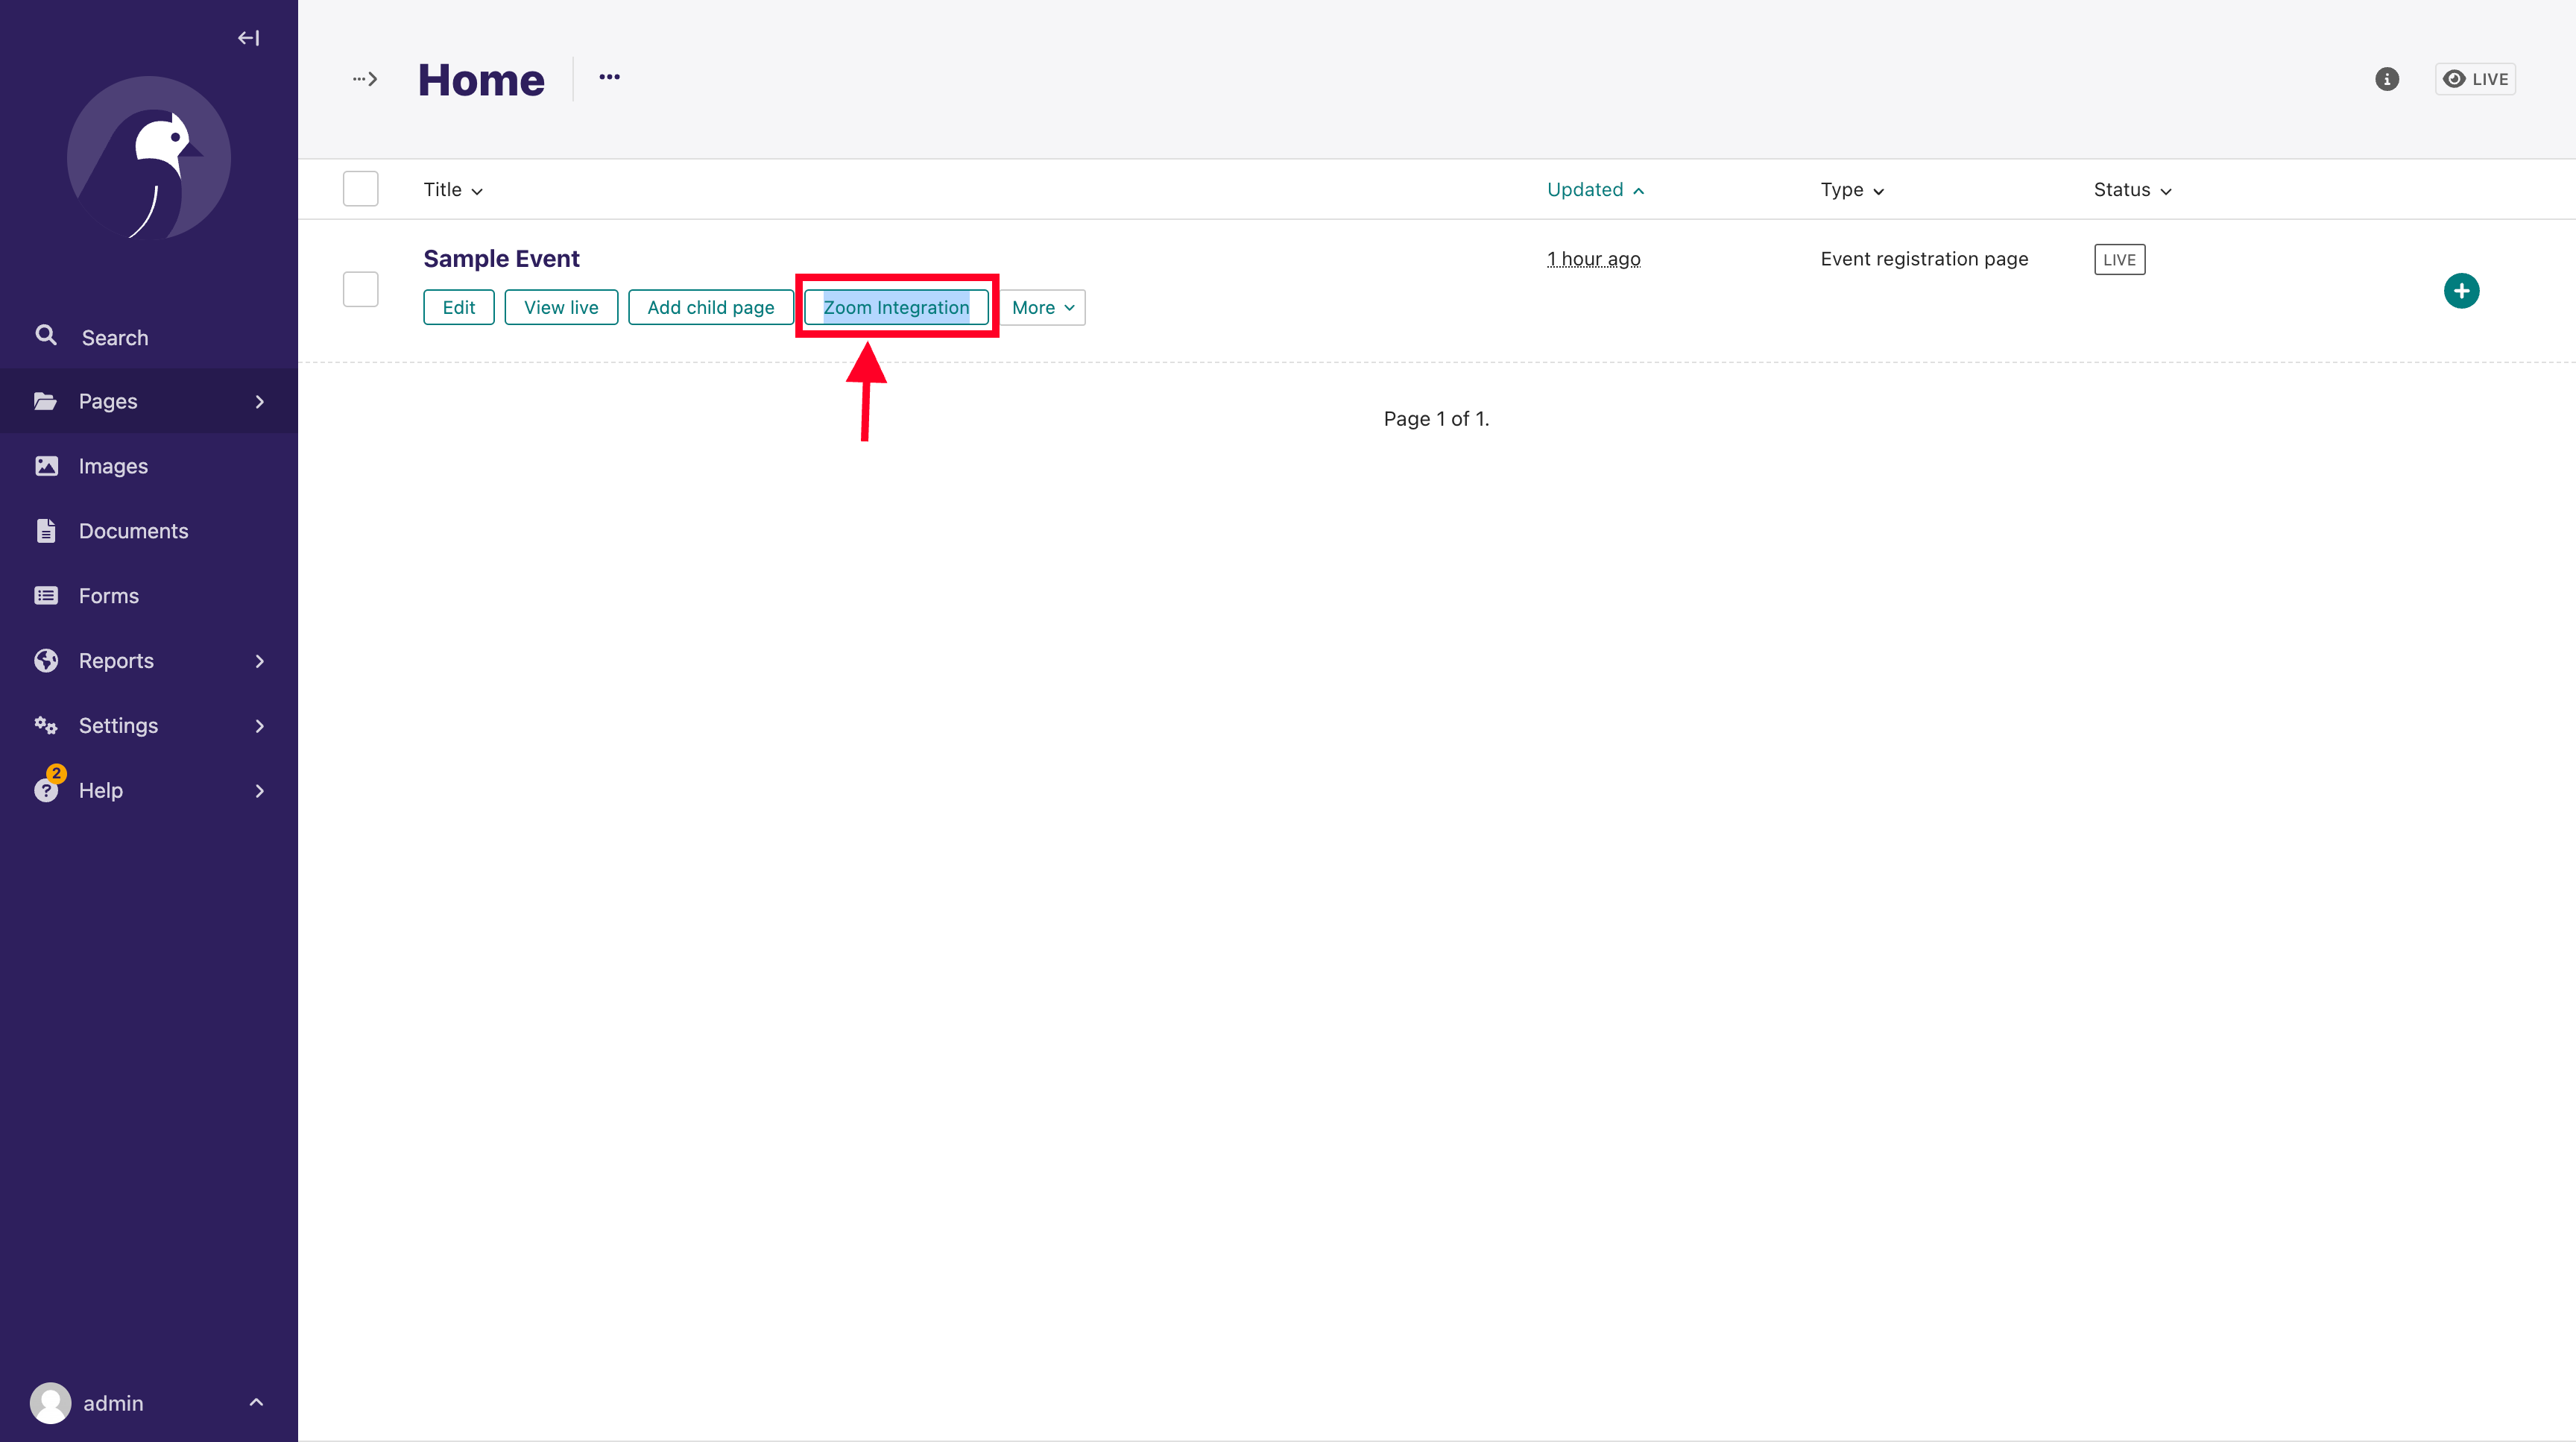 Home
LIVE
Title
Updated
Type
Status
Sample Event
1 hour ago
Event registration page
LIVE
Edit
View live
Add child page
Zoom Integration
More
Page 1 of 1.
Search
Pages
Images
Documents
Forms
Reports
Settings
2
Help
admin